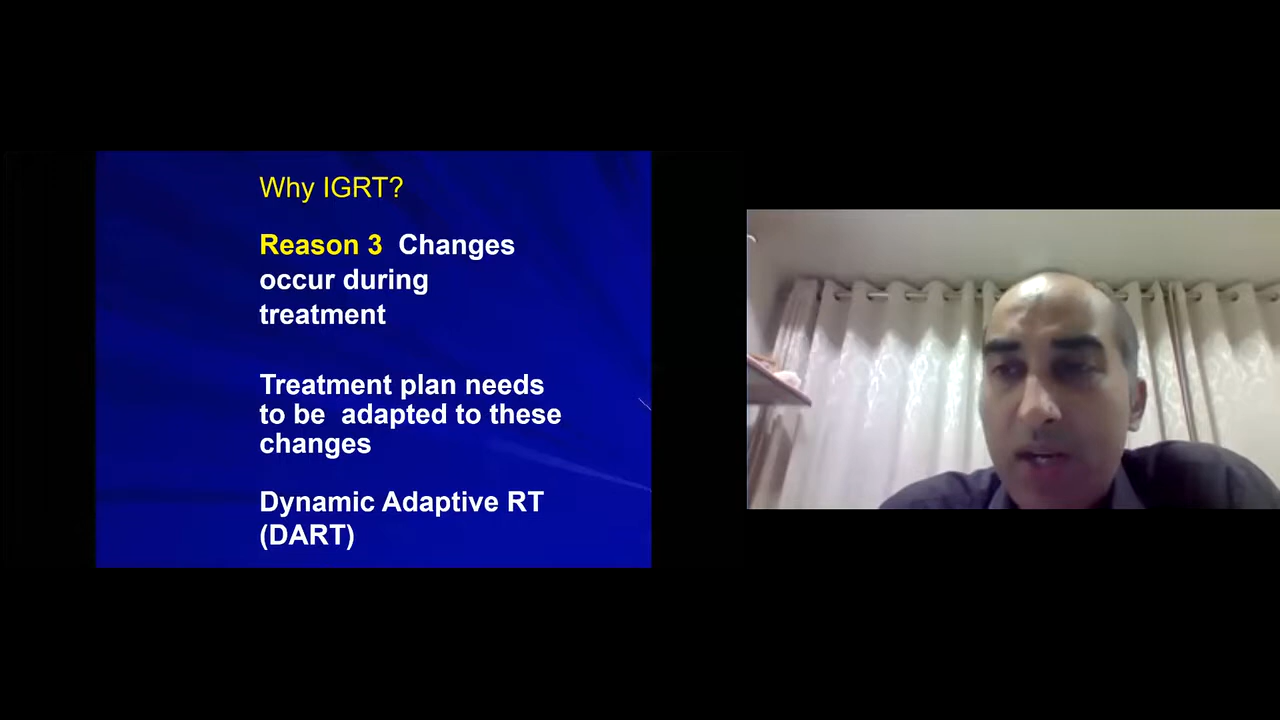 Why IGRT?
Reason 3 Changes
occur during
treatment
Treatment plan needs
to be adapted to these
changes
Dynamic Adaptive RT
(DART)